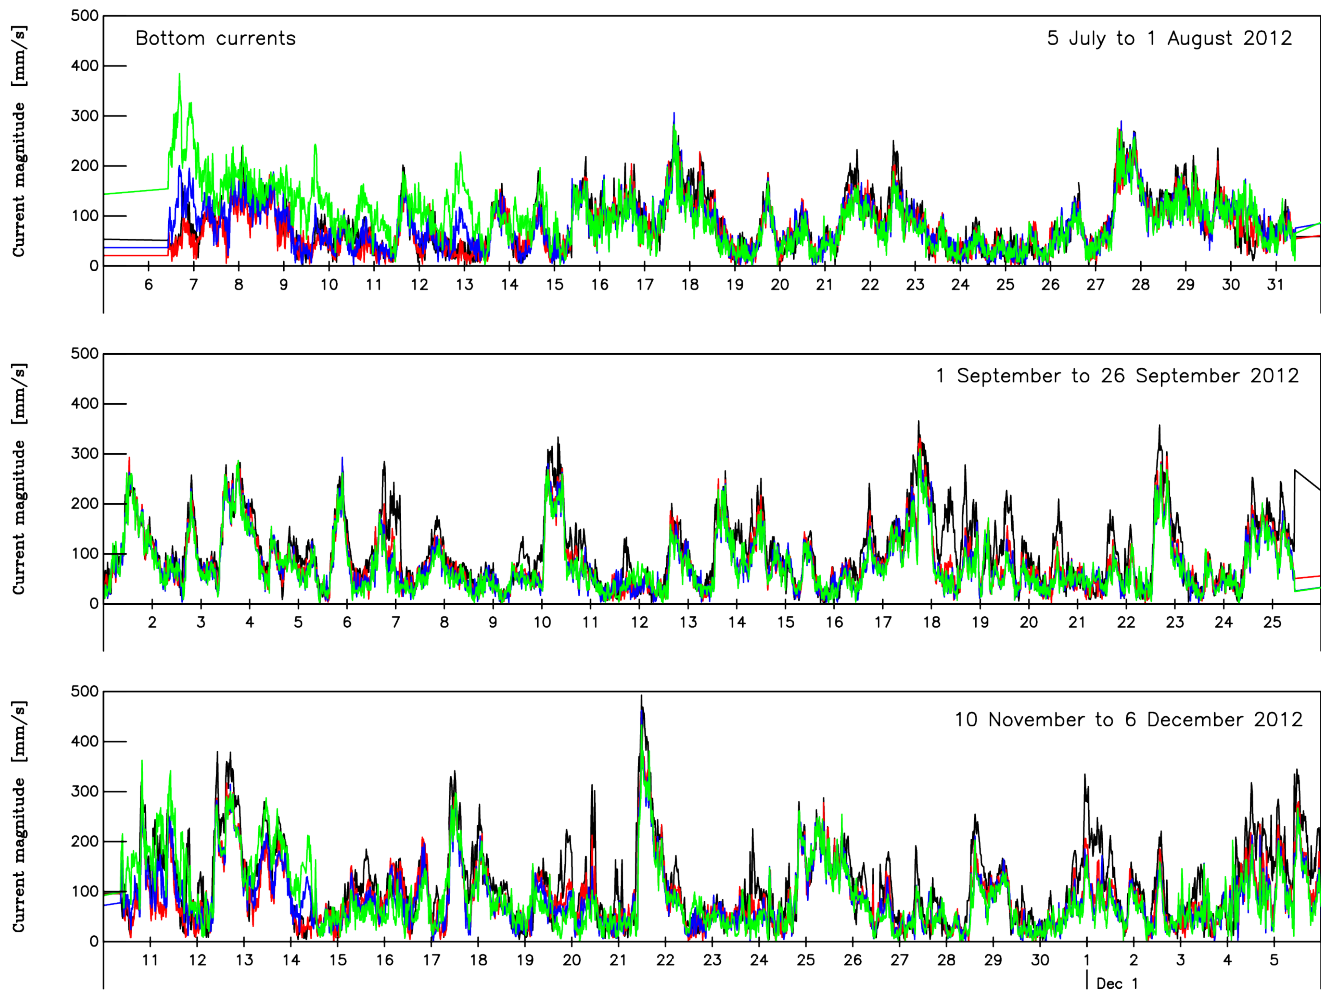 500
Bottom currents
5 July to 1 August 2012
400
300
200
100
0
Current magnitude [mm/s]
6 7 8 9 10 11 12 13 14 15 16 17 18 19 20 21 22 23 24 25 26 27 28 29 30 31
500
1 September to 26 September 2012
400
300
200
100
0
Current magnitude [mm/s]
2 3 4 5 6 7 8 9 10 11 12 13 14 15 16 17 18 19 20 21 22 23 24 25
500
10 November to 6 December 2012
400
300
200
100
0
Current magnitude [mm/s]
11 12 13 14 15 16 17 18 19 20 21 22 23 24 25 26 27 28 29 30 1 2 3 4 5
Dec 1